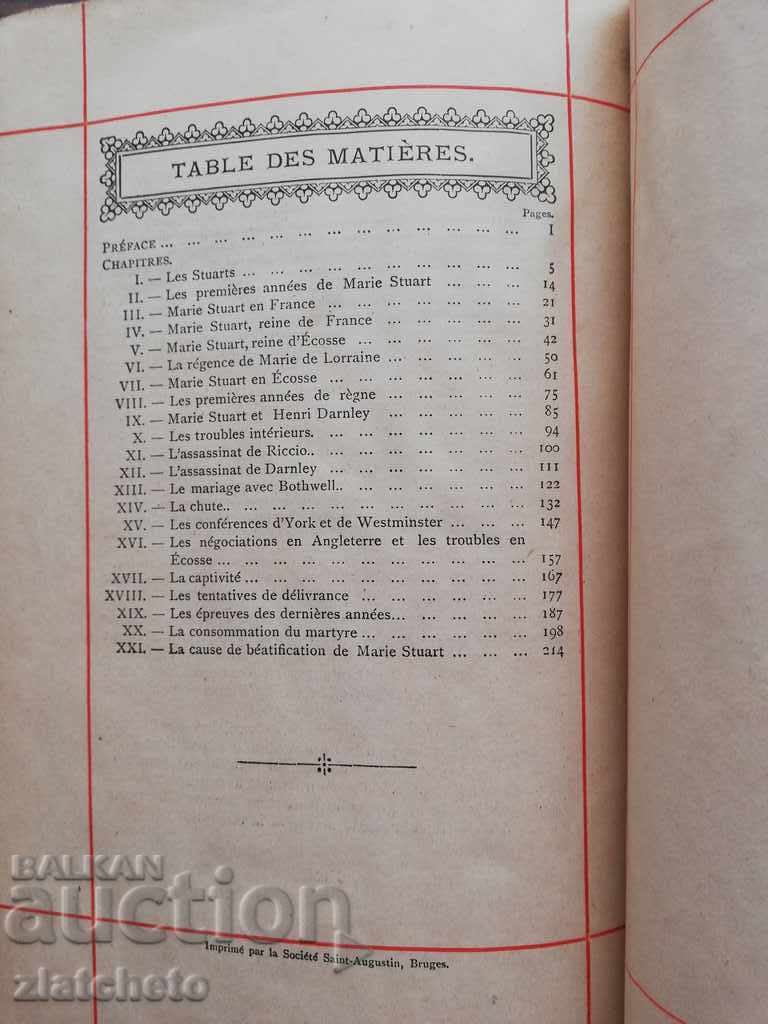 TABLE DES MATIÈRES.
Pages.
PRÉFACE ... ... ... ... ... ... ... ... ... ... ... ... ... ... 1
CHAPITRES.
I. — Les Stuarts ... ... ... ... ... ... ... ... ... ... 5
II. — Les premières années de Marie Stuart ... ... ... 14
III. — Marie Stuart en France ... ... ... ... ... ... ... 21
IV. — Marie Stuart, reine de France ... ... ... ... ... 31
V. — Marie Stuart, reine d'Écosse ... ... ... ... ... ... 42
VI. — La régence de Marie de Lorraine ... ... ... ... ... 50
VII. — Marie Stuart en Écosse ... ... ... ... ... ... ... 61
VIII. — Les premières années de règne ... ... ... ... ... 75
IX. — Marie Stuart et Henri Darnley ... ... ... ... ... 85
X. — Les troubles intérieurs. ... ... ... ... ... ... ... 94
XI. — L'assassinat de Riccio.. ... ... ... ... ... ... ... 100
XII. — L'assassinat de Darnley ... ... ... ... ... ... ... 111
XIII. — Le mariage avec Bothwell.. ... ... ... ... ... ... 122
XIV. — La chute.. ... ... ... ... ... ... ... ... ... ... ... 132
XV. — Les conférences d'York et de Westminster ... ... ... 147
XVI. — Les négociations en Angleterre et les troubles en
Écosse ... ... ... ... ... ... ... ... ... ... ... ... 157
XVII. — La captivité ... ... ... ... ... ... ... ... ... ... 167
XVIII. — Les tentatives de délivrance ... ... ... ... ... ... 177
XIX. — Les épreuves des dernières années... ... ... ... ... 187
XX. — La consommation du martyre ... ... ... ... ... ... 198
XXI. — La cause de béatification de Marie Stuart ... ... ... 214
BALKAN
auction
Imprimé par la Société Saint-Augustin, Bruges.
zlatcheto